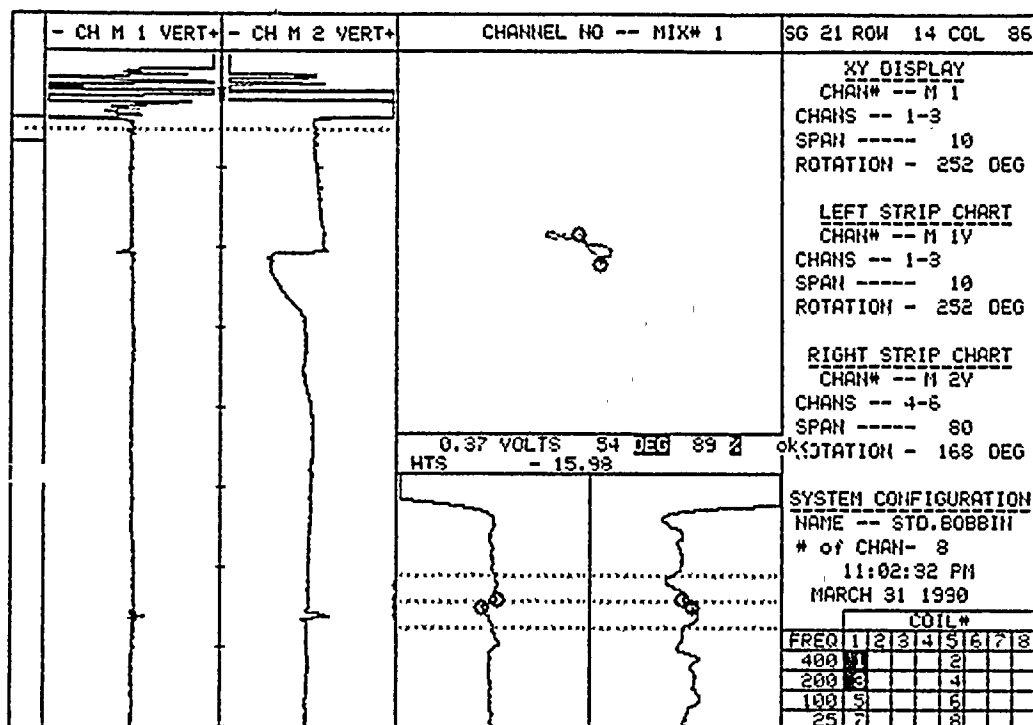 - CH M 1 VERT+
- CH M 2 VERT+
CHANNEL NO -- MIX# 1
SG 21 ROW 14 COL 86
XY DISPLAY
CHAN# -- M 1
CHANS -- 1-3
SPAN ----- 10
ROTATION - 252 DEG
LEFT STRIP CHART
CHAN# -- M 1V
CHANS -- 1-3
SPAN ----- 10
ROTATION - 252 DEG
RIGHT STRIP CHART
CHAN# -- M 2V
CHANS -- 4-6
SPAN ----- 80
ROTATION - 168 DEG
0.37 VOLTS 54 DEG 89 % ok<
HTS - 15.98
SYSTEM CONFIGURATION
NAME -- STD.BOBBIN
# of CHAN- 8
11:02:32 PM
MARCH 31 1990
COIL#
FREQ 1 2 3 4 5 6 7 8
400 1 2
200 3 4
100 5 6
25 7 8